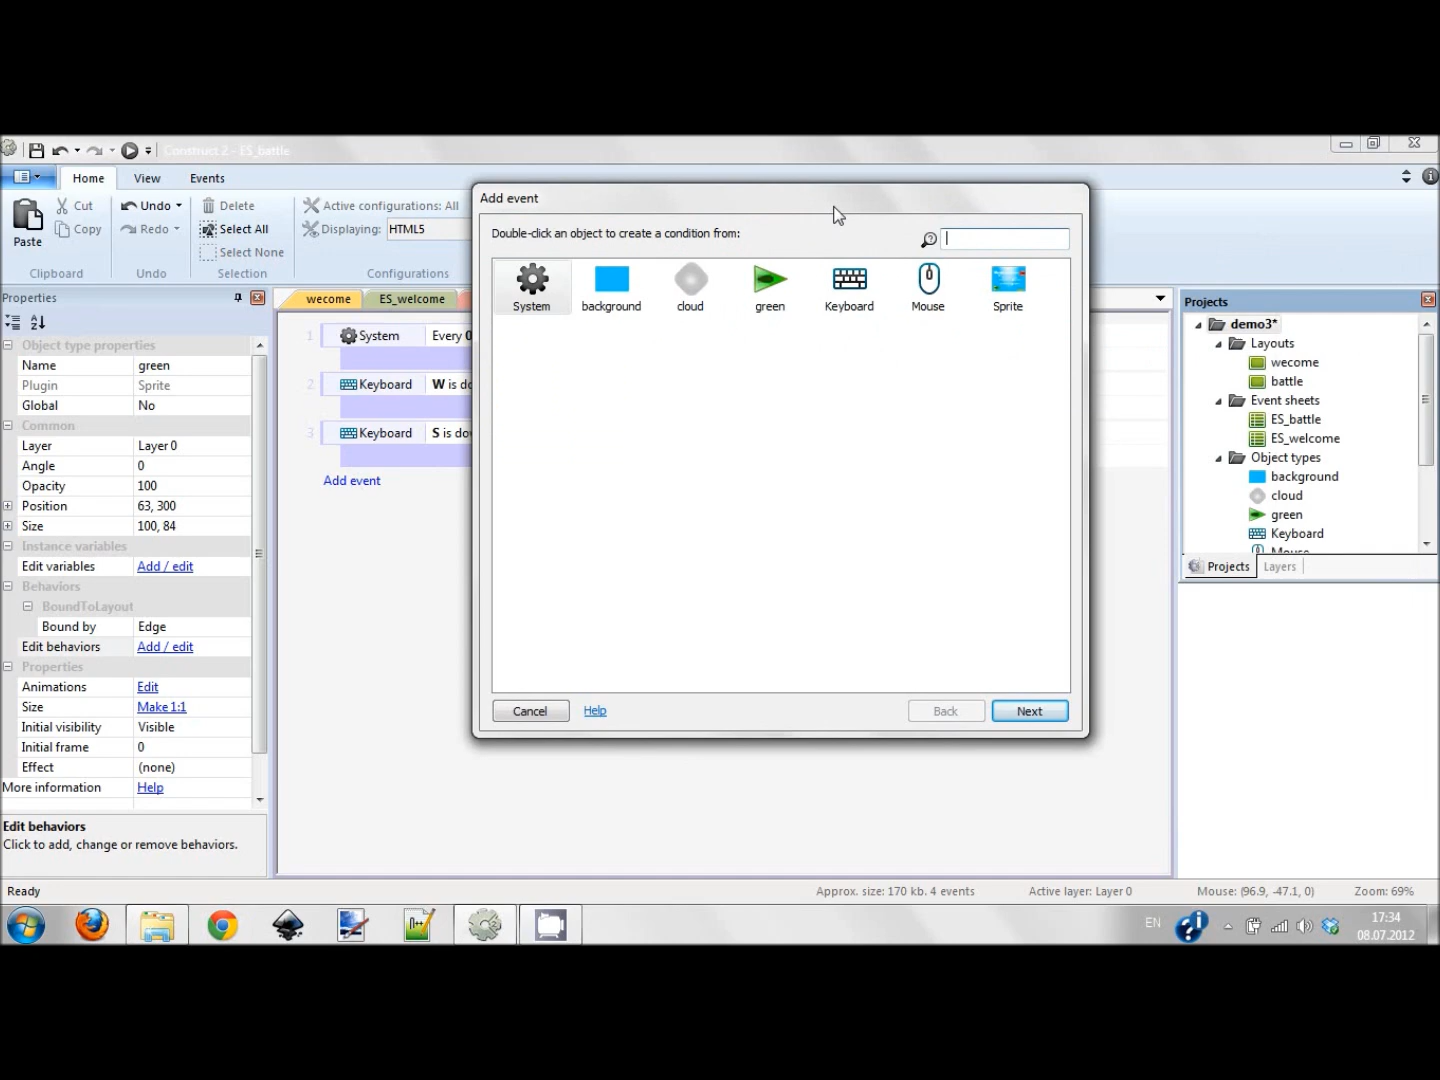 Construct 2 - ES_battle
Home
View
Events
Paste
Cut
Copy
Clipboard
Undo
Redo
Undo
Delete
Select All
Select None
Selection
Active configurations: All
Displaying: HTML5
Configurations
Properties
Object type properties
Name green
Plugin Sprite
Global No
Common
Layer Layer 0
Angle 0
Opacity 100
Position 63, 300
Size 100, 84
Instance variables
Edit variables Add / edit
Behaviors
BoundToLayout
Bound by Edge
Edit behaviors Add / edit
Properties
Animations Edit
Size Make 1:1
Initial visibility Visible
Initial frame 0
Effect (none)
More information Help
Edit behaviors
Click to add, change or remove behaviors.
wecome
ES_welcome
1 System Every 0
2 Keyboard W is do
3 Keyboard S is dow
Add event
Add event
Double-click an object to create a condition from:
System
background
cloud
green
Keyboard
Mouse
Sprite
Cancel
Help
Back
Next
Projects
demo3*
Layouts
wecome
battle
Event sheets
ES_battle
ES_welcome
Object types
background
cloud
green
Keyboard
Mouse
Projects
Layers
Ready
Approx. size: 170 kb. 4 events
Active layer: Layer 0
Mouse: (96.9, -47.1, 0)
Zoom: 69%
EN
17:34
08.07.2012